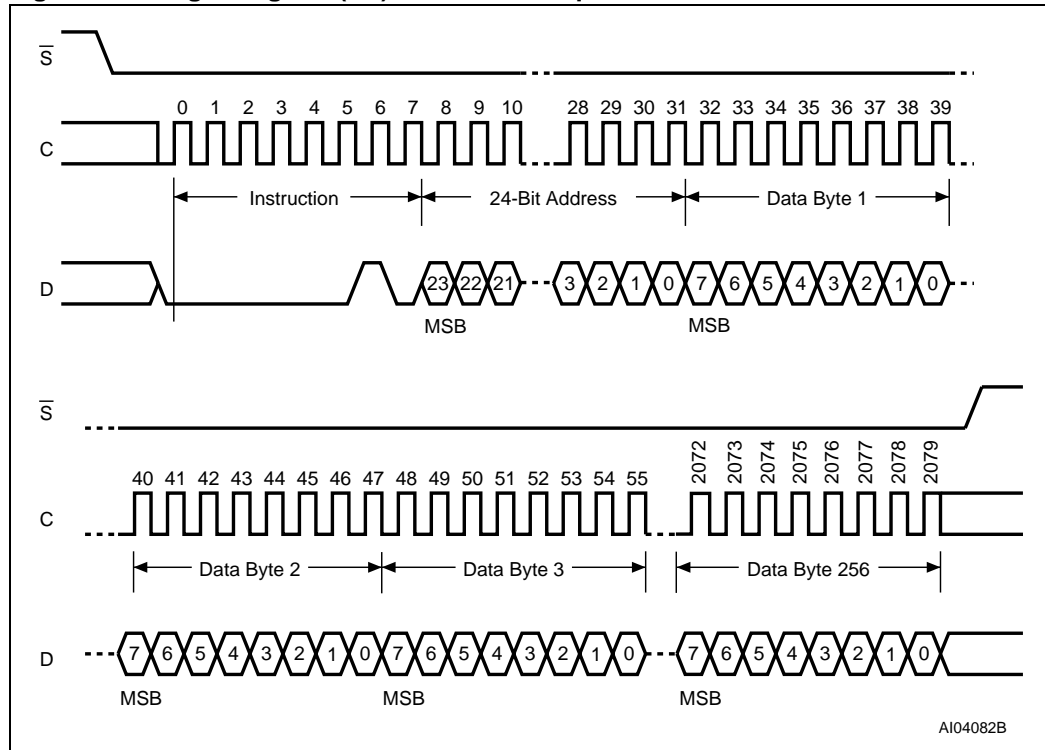 S
0 1 2 3 4 5 6 7 8 9 10 28 29 30 31 32 33 34 35 36 37 38 39
C
Instruction 24-Bit Address Data Byte 1
D 23 22 21 3 2 1 0 7 6 5 4 3 2 1 0
MSB MSB
S
40 41 42 43 44 45 46 47 48 49 50 51 52 53 54 55 2072 2073 2074 2075 2076 2077 2078 2079
C
Data Byte 2 Data Byte 3 Data Byte 256
D 7 6 5 4 3 2 1 0 7 6 5 4 3 2 1 0 7 6 5 4 3 2 1 0
MSB MSB MSB
AI04082B